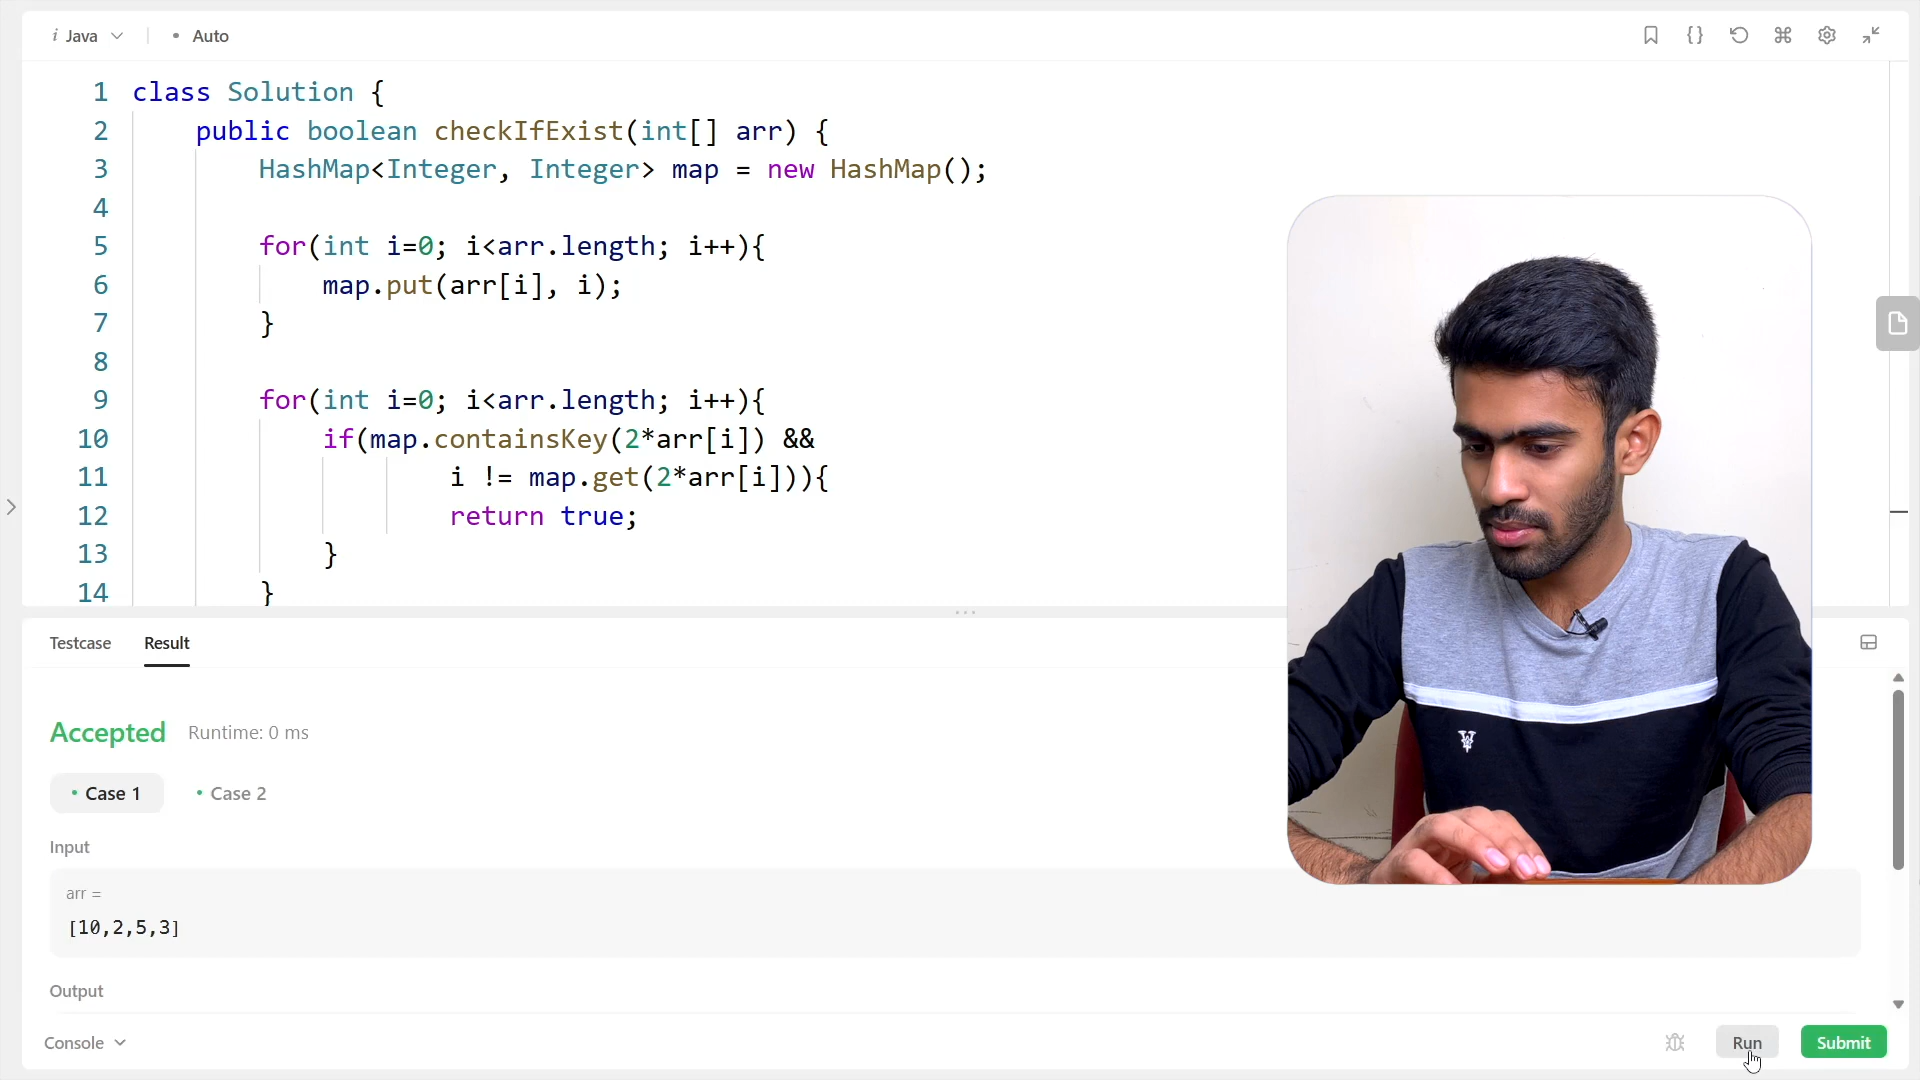 i Java • Auto
1 class Solution {
2 public boolean checkIfExist(int[] arr) {
3 HashMap<Integer, Integer> map = new HashMap();
4
5 for(int i=0; i<arr.length; i++){
6 map.put(arr[i], i);
7 }
8
9 for(int i=0; i<arr.length; i++){
10 if(map.containsKey(2*arr[i]) &&
11 i != map.get(2*arr[i])){
12 return true;
13 }
14 }
Testcase Result
Accepted Runtime: 0 ms
• Case 1 • Case 2
Input
arr =
[10,2,5,3]
Output
Console Run Submit